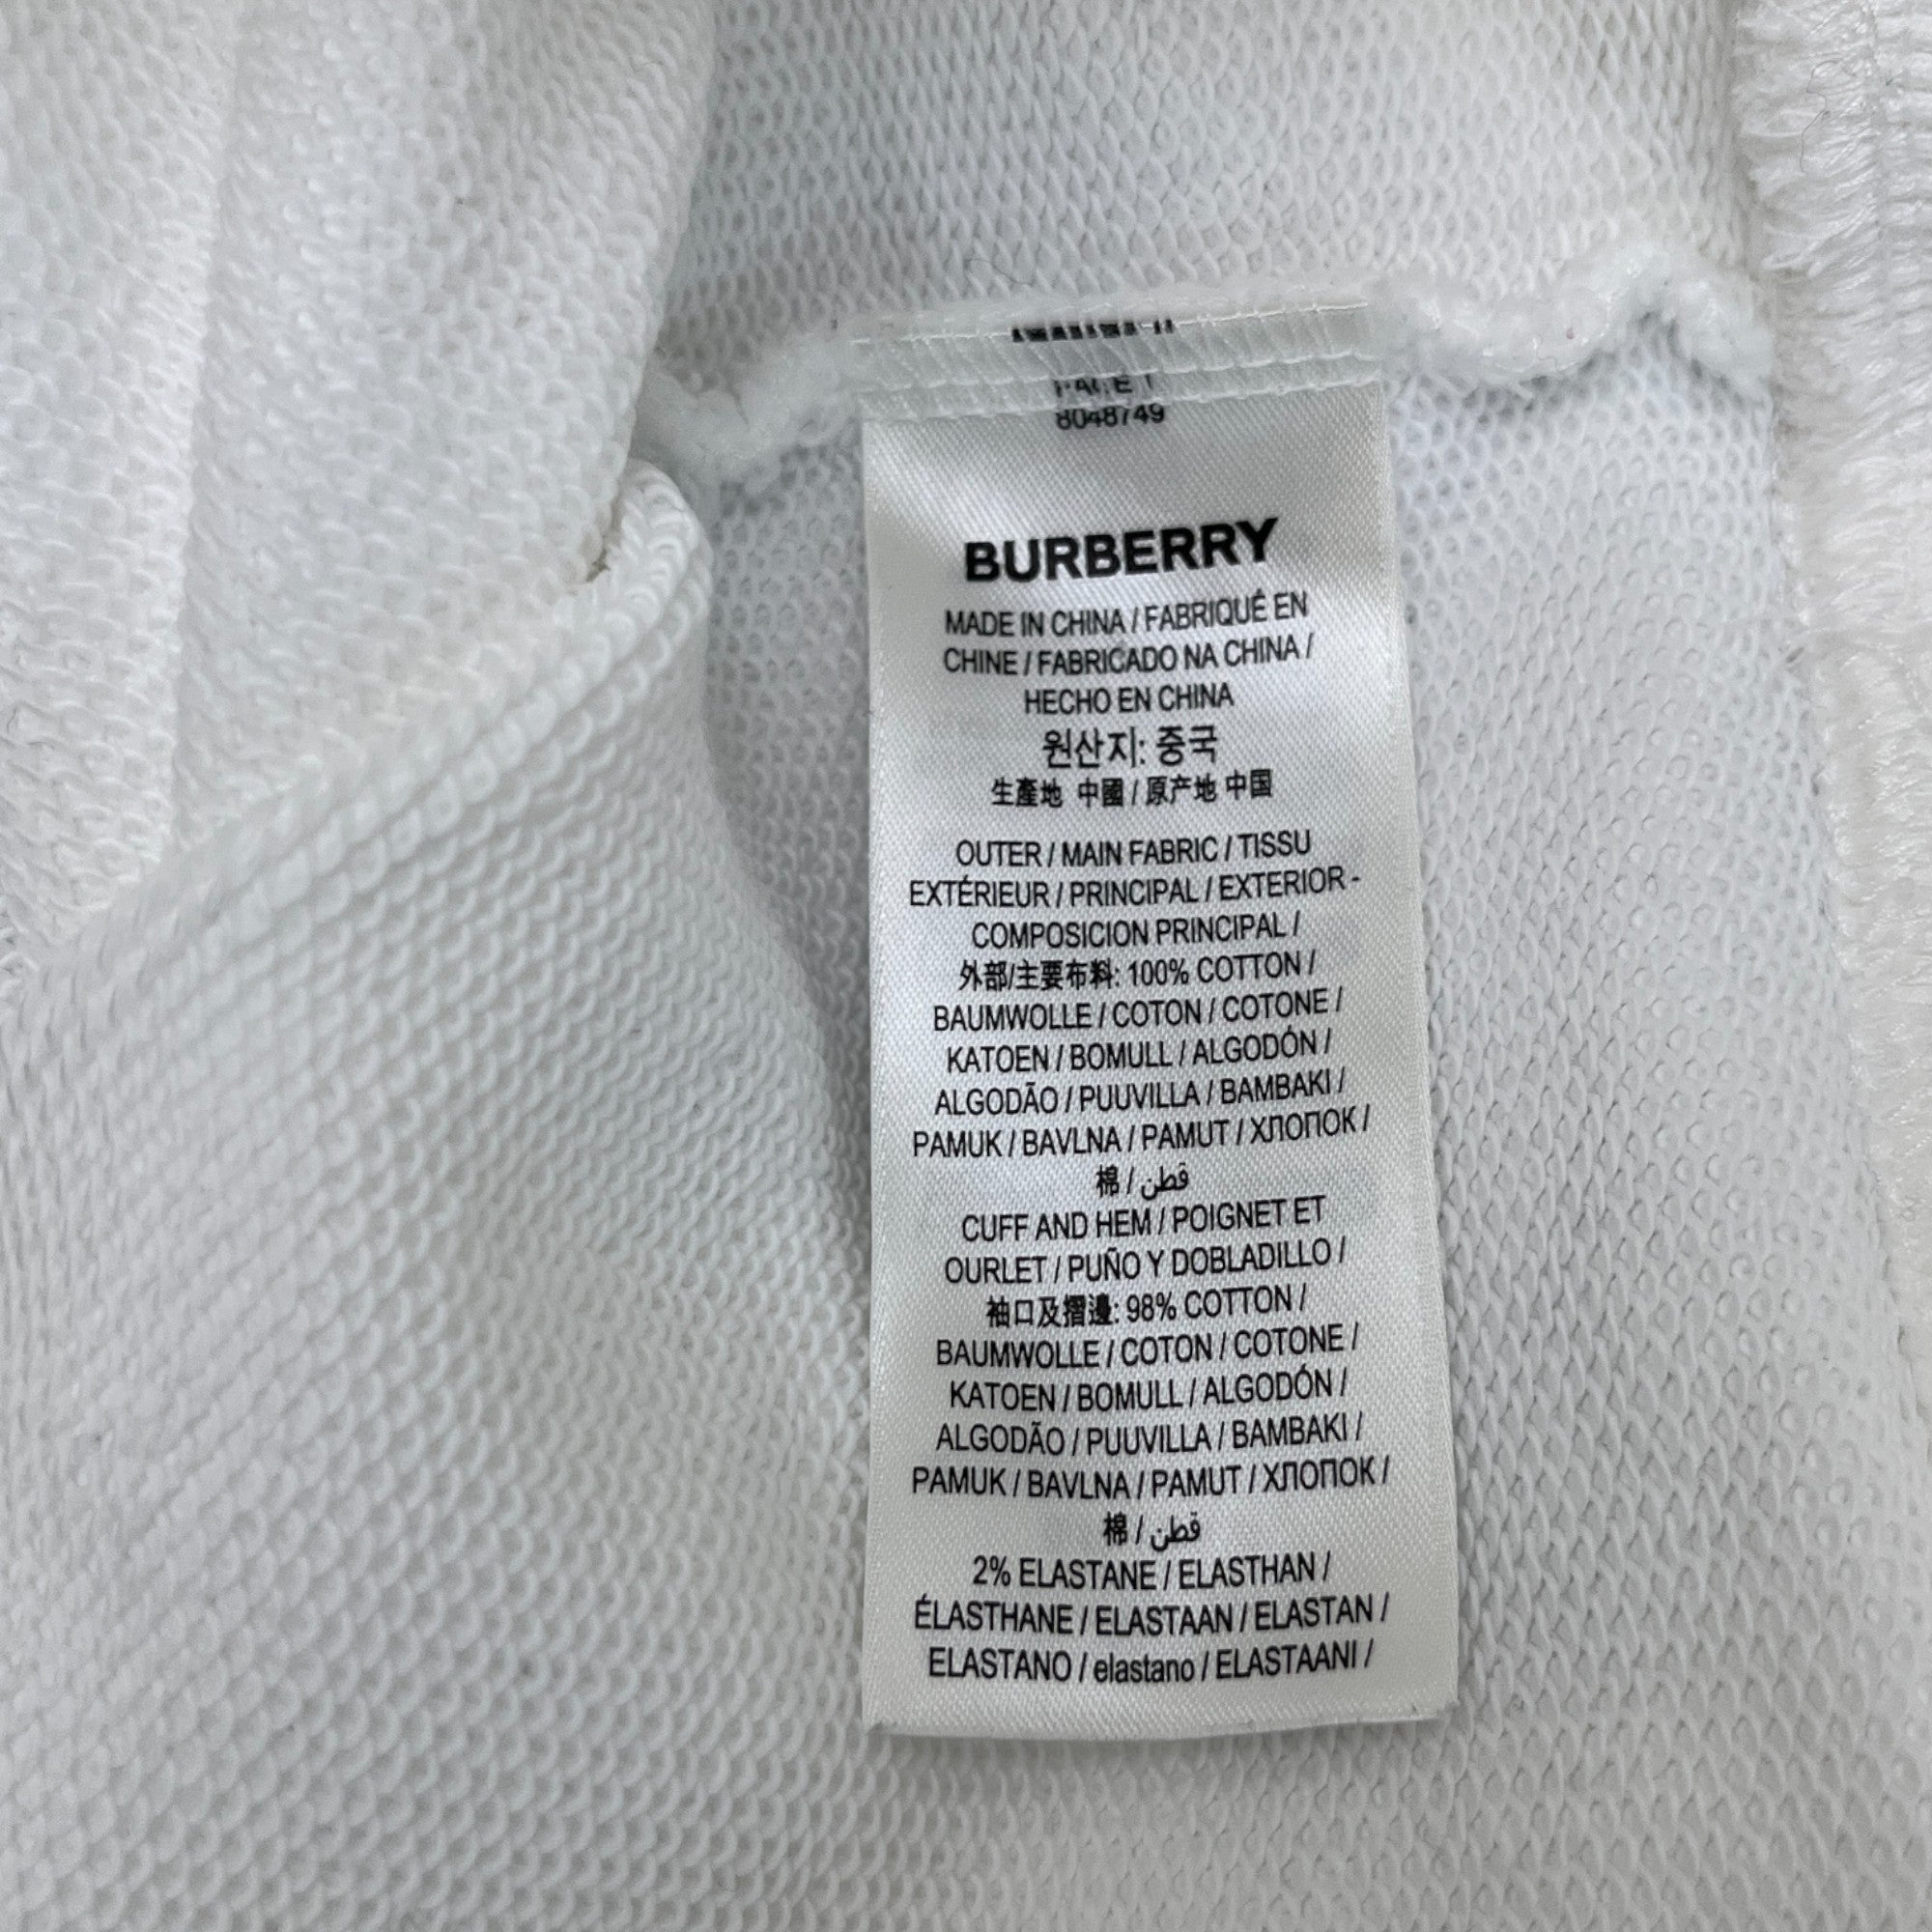 PAGE 1
8048749
BURBERRY
MADE IN CHINA / FABRIQUÉ EN
CHINE / FABRICADO NA CHINA /
HECHO EN CHINA
원산지: 중국
生產地 中國 / 原产地 中国
OUTER / MAIN FABRIC / TISSU
EXTÉRIEUR / PRINCIPAL / EXTERIOR -
COMPOSICION PRINCIPAL /
外部/主要布料: 100% COTTON /
BAUMWOLLE / COTON / COTONE /
KATOEN / BOMULL / ALGODÓN /
ALGODÃO / PUUVILLA / BAMBAKI /
PAMUK / BAVLNA / PAMUT / ХЛОПОК /
棉 / قطن
CUFF AND HEM / POIGNET ET
OURLET / PUÑO Y DOBLADILLO /
袖口及摺邊: 98% COTTON /
BAUMWOLLE / COTON / COTONE /
KATOEN / BOMULL / ALGODÓN /
ALGODÃO / PUUVILLA / BAMBAKI /
PAMUK / BAVLNA / PAMUT / ХЛОПОК /
棉 / قطن
2% ELASTANE / ELASTHAN /
ÉLASTHANE / ELASTAAN / ELASTAN /
ELASTANO / elastano / ELASTAANI /